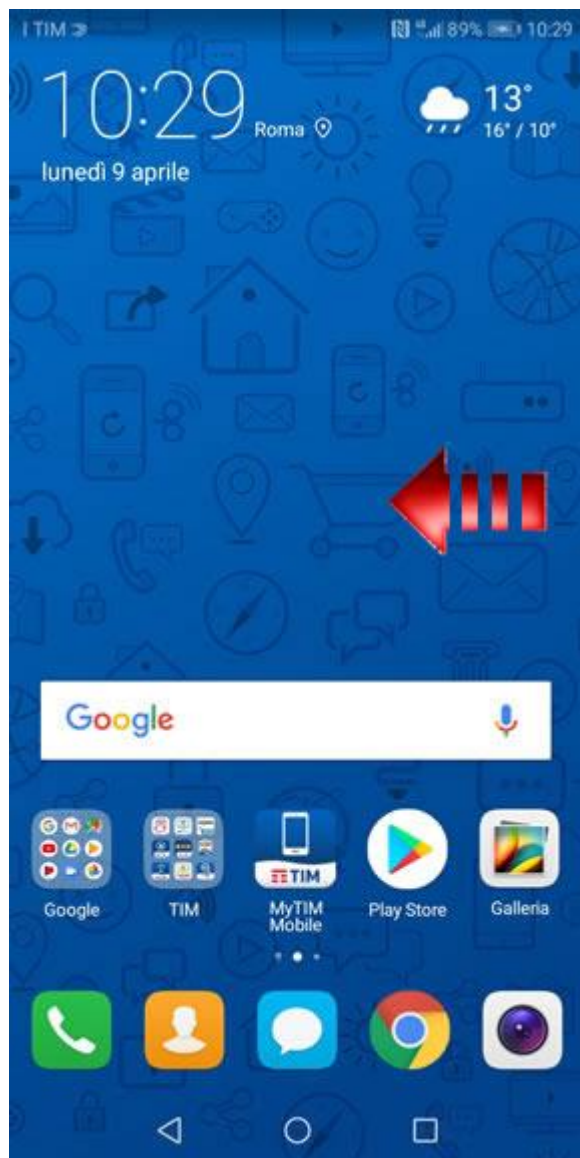 I TIM
89% 10:29
10:29
Roma
13°
16° / 10°
lunedì 9 aprile
Google
TIM
Google
TIM
MyTIM
Mobile
Play Store
Galleria